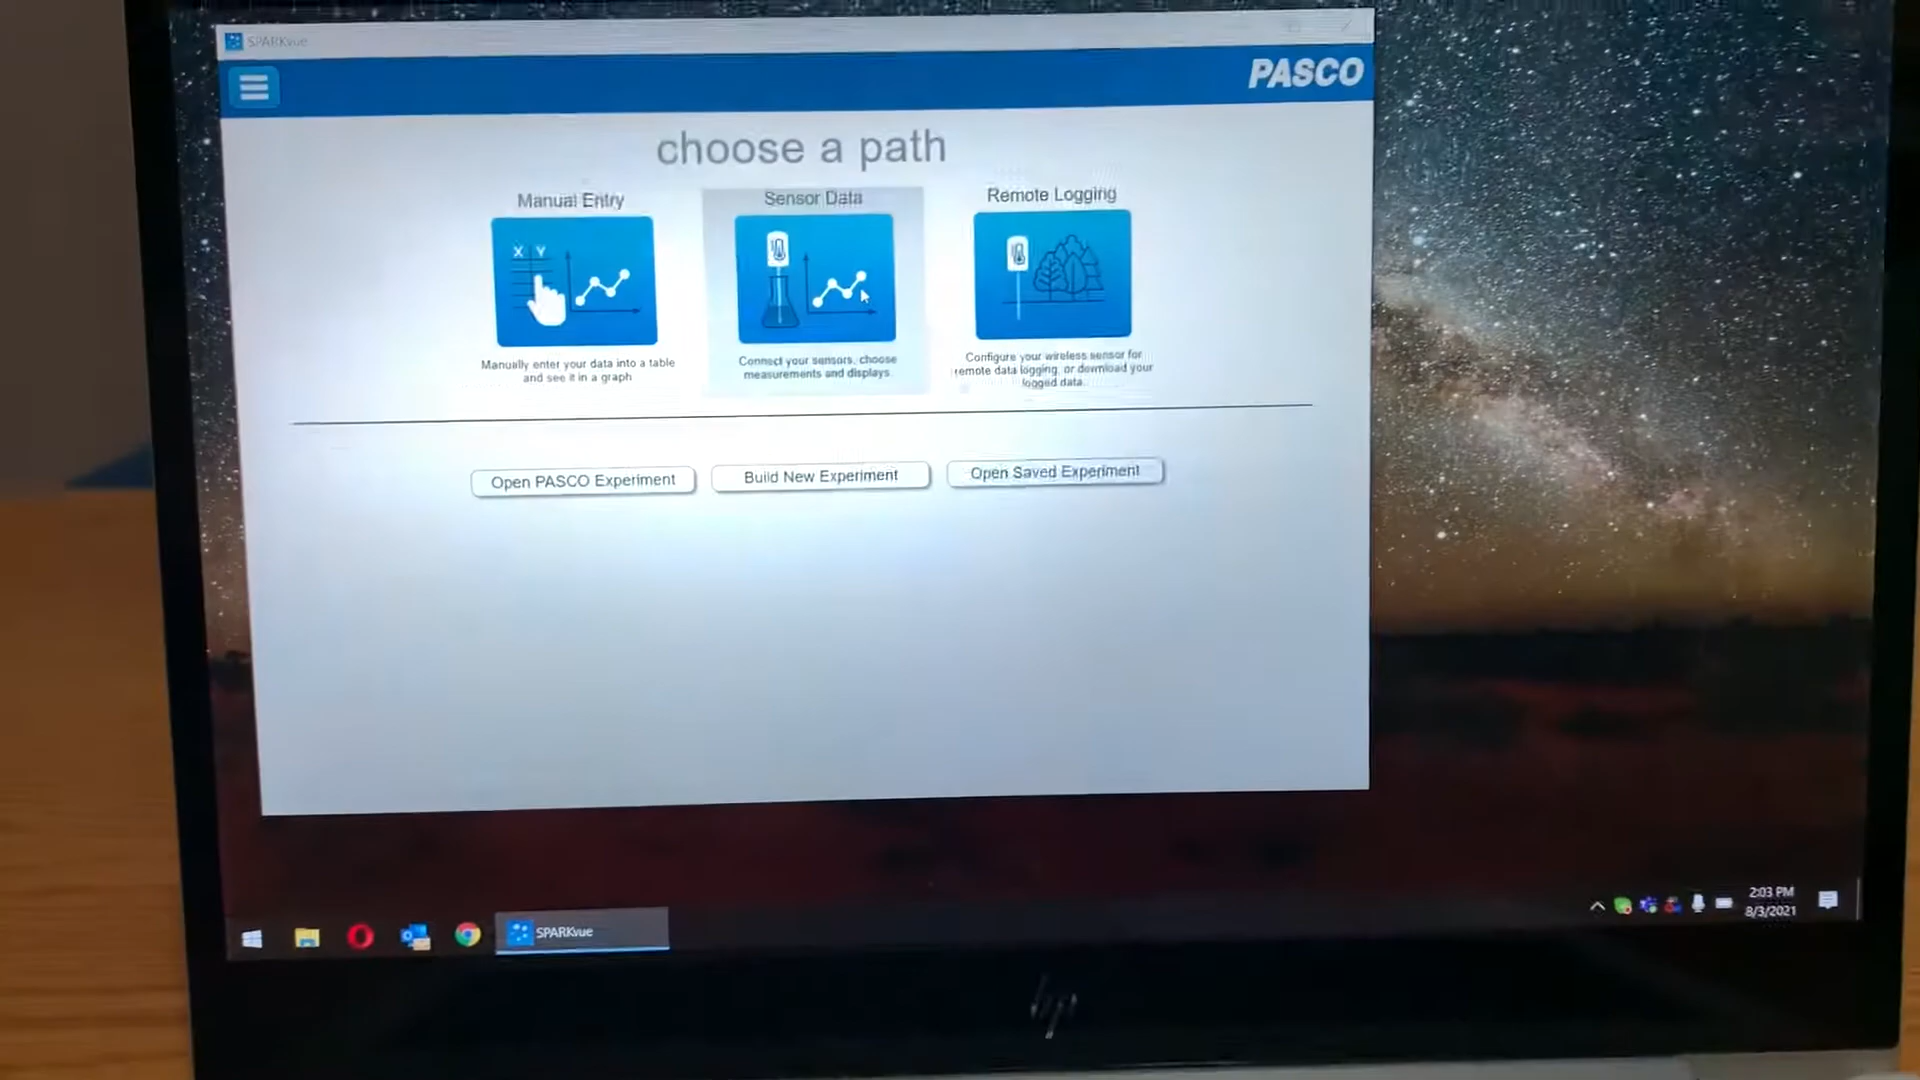 SPARKvue
PASCO
choose a path
Manual Entry
Sensor Data
Remote Logging
X Y
Manually enter your data into a table
and see it in a graph
Connect your sensors, choose
measurements and displays.
Configure your wireless sensor for
remote data logging, or download your
logged data.
Open PASCO Experiment
Build New Experiment
Open Saved Experiment
SPARKvue
2:03 PM
8/3/2021
hp